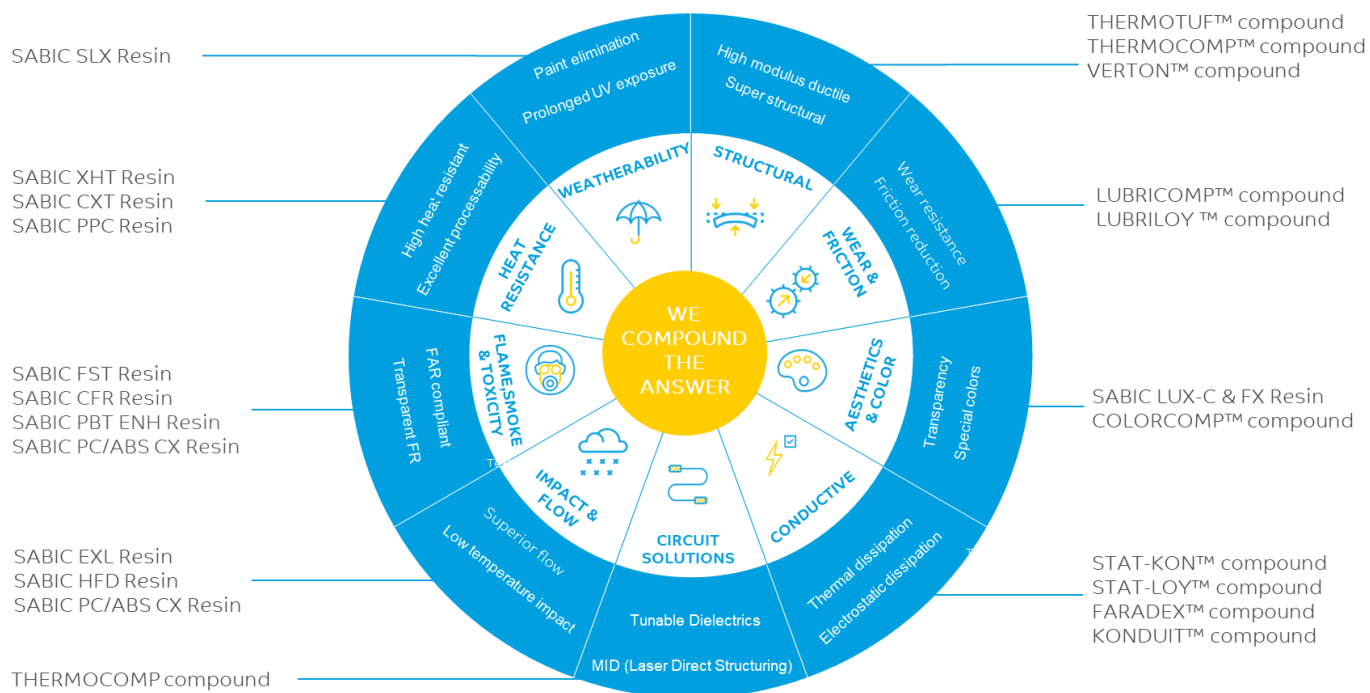 SABIC SLX Resin
SABIC XHT Resin
SABIC CXT Resin
SABIC PPC Resin
SABIC FST Resin
SABIC CFR Resin
SABIC PBT ENH Resin
SABIC PC/ABS CX Resin
SABIC EXL Resin
SABIC HFD Resin
SABIC PC/ABS CX Resin
THERMOCOMP compound
Paint elimination
Prolonged UV exposure
WEATHERABILITY
High modulus ductile
Super structural
STRUCTURAL
Wear resistance
Friction reduction
WEAR &
FRICTION
Transparency
Special colors
AESTHETICS
& COLOR
Thermal dissipation
Electrostatic dissipation
CONDUCTIVE
CIRCUIT
SOLUTIONS
Tunable Dielectrics
MID (Laser Direct Structuring)
IMPACT &
FLOW
Superior flow
Low temperature impact
FLAME,SMOKE
& TOXICITY
FAR compliant
Transparent FR
HEAT
RESISTANCE
High heat resistant
Excellent processability
WE
COMPOUND
THE
ANSWER
THERMOTUF™ compound
THERMOCOMP™ compound
VERTON™ compound
LUBRICOMP™ compound
LUBRILOY ™ compound
SABIC LUX-C & FX Resin
COLORCOMP™ compound
STAT-KON™ compound
STAT-LOY™ compound
FARADEX™ compound
KONDUIT™ compound